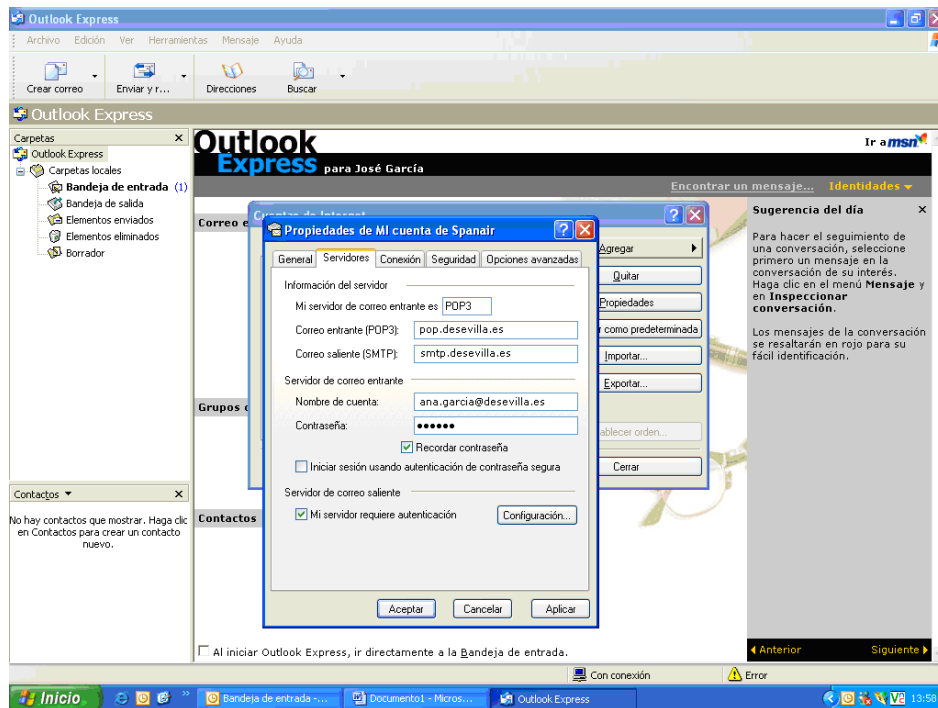 Outlook Express
Archivo Edición Ver Herramientas Mensaje Ayuda
Crear correo Enviar y r... Direcciones Buscar
Outlook Express
Carpetas
Outlook Express
Carpetas locales
Bandeja de entrada (1)
Bandeja de salida
Elementos enviados
Elementos eliminados
Borrador
Contactos
No hay contactos que mostrar. Haga clic
en Contactos para crear un contacto
nuevo.
Outlook
Express para José García
Ir a msn
Encontrar un mensaje... Identidades
Correo e
Grupos
Contactos
Cuentas de Internet
Agregar
Quitar
Propiedades
r como predeterminada
Importar...
Exportar...
ablecer orden...
Cerrar
Propiedades de MI cuenta de Spanair
General Servidores Conexión Seguridad Opciones avanzadas
Información del servidor
Mi servidor de correo entrante es POP3
Correo entrante (POP3): pop.desevilla.es
Correo saliente (SMTP): smtp.desevilla.es
Servidor de correo entrante
Nombre de cuenta: ana.garcia@desevilla.es
Contraseña: ••••••
Recordar contraseña
Iniciar sesión usando autenticación de contraseña segura
Servidor de correo saliente
Mi servidor requiere autenticación Configuración...
Aceptar Cancelar Aplicar
Sugerencia del día
Para hacer el seguimiento de
una conversación, seleccione
primero un mensaje en la
conversación de su interés.
Haga clic en el menú Mensaje y
en Inspeccionar
conversación.
Los mensajes de la conversación
se resaltarán en rojo para su
fácil identificación.
Anterior Siguiente
Al iniciar Outlook Express, ir directamente a la Bandeja de entrada.
Con conexión Error
Inicio Bandeja de entrada -... Documento1 - Micros... Outlook Express 13:58